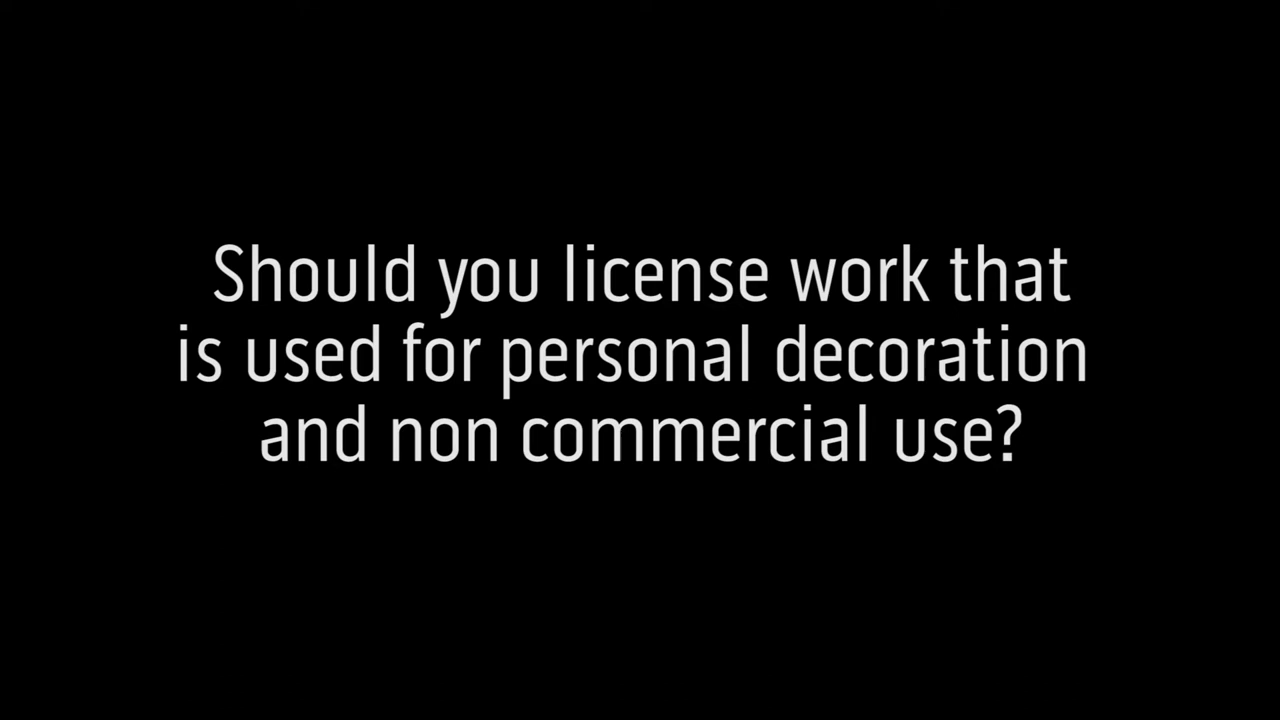 Should you license work that
is used for personal decoration
and non commercial use?